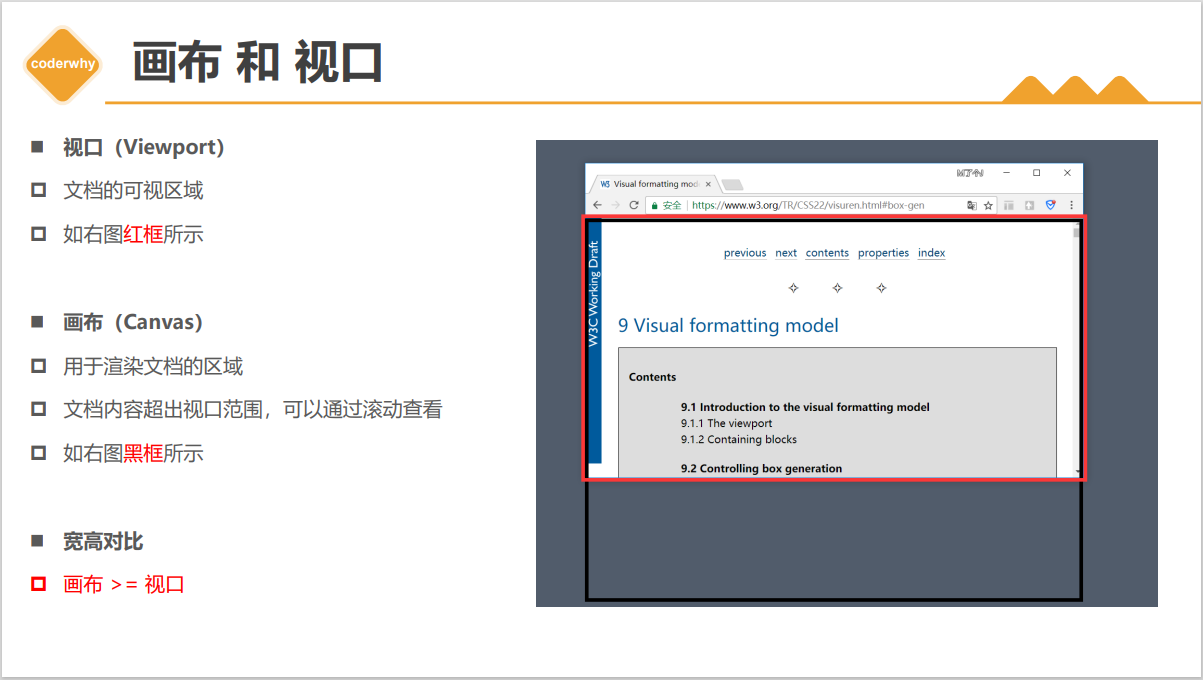 coderwhy
画布 和 视口
视口（Viewport）
文档的可视区域
如右图红框所示
画布（Canvas）
用于渲染文档的区域
文档内容超出视口范围，可以通过滚动查看
如右图黑框所示
宽高对比
画布 >= 视口
W3 Visual formatting mod
安全 https://www.w3.org/TR/CSS22/visuren.html#box-gen
W3C Working Draft
previous next contents properties index
9 Visual formatting model
Contents
9.1 Introduction to the visual formatting model
9.1.1 The viewport
9.1.2 Containing blocks
9.2 Controlling box generation